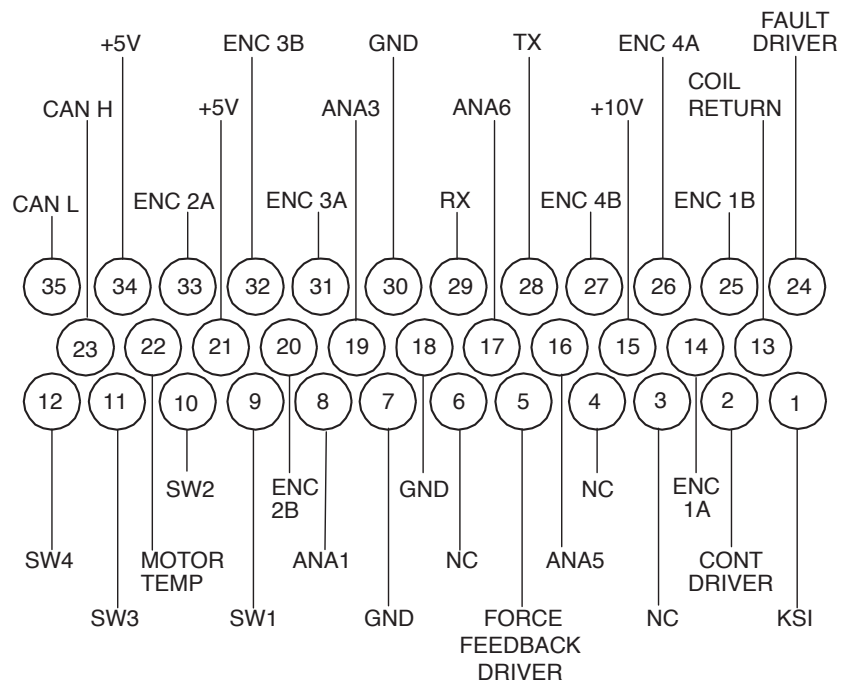 FAULT
DRIVER
+5V ENC 3B GND TX ENC 4A
COIL
RETURN
CAN H +5V ANA3 ANA6 +10V
CAN L ENC 2A ENC 3A RX ENC 4B ENC 1B
35 34 33 32 31 30 29 28 27 26 25 24
23 22 21 20 19 18 17 16 15 14 13
12 11 10 9 8 7 6 5 4 3 2 1
SW2 ENC
2B GND NC ENC
1A
SW4 MOTOR
TEMP ANA1 NC ANA5 CONT
DRIVER
SW3 SW1 GND FORCE
FEEDBACK
DRIVER NC KSI